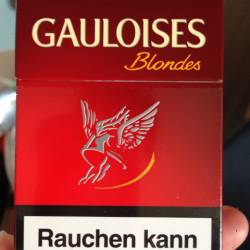 GAULOISES
Blondes
Rauchen kann